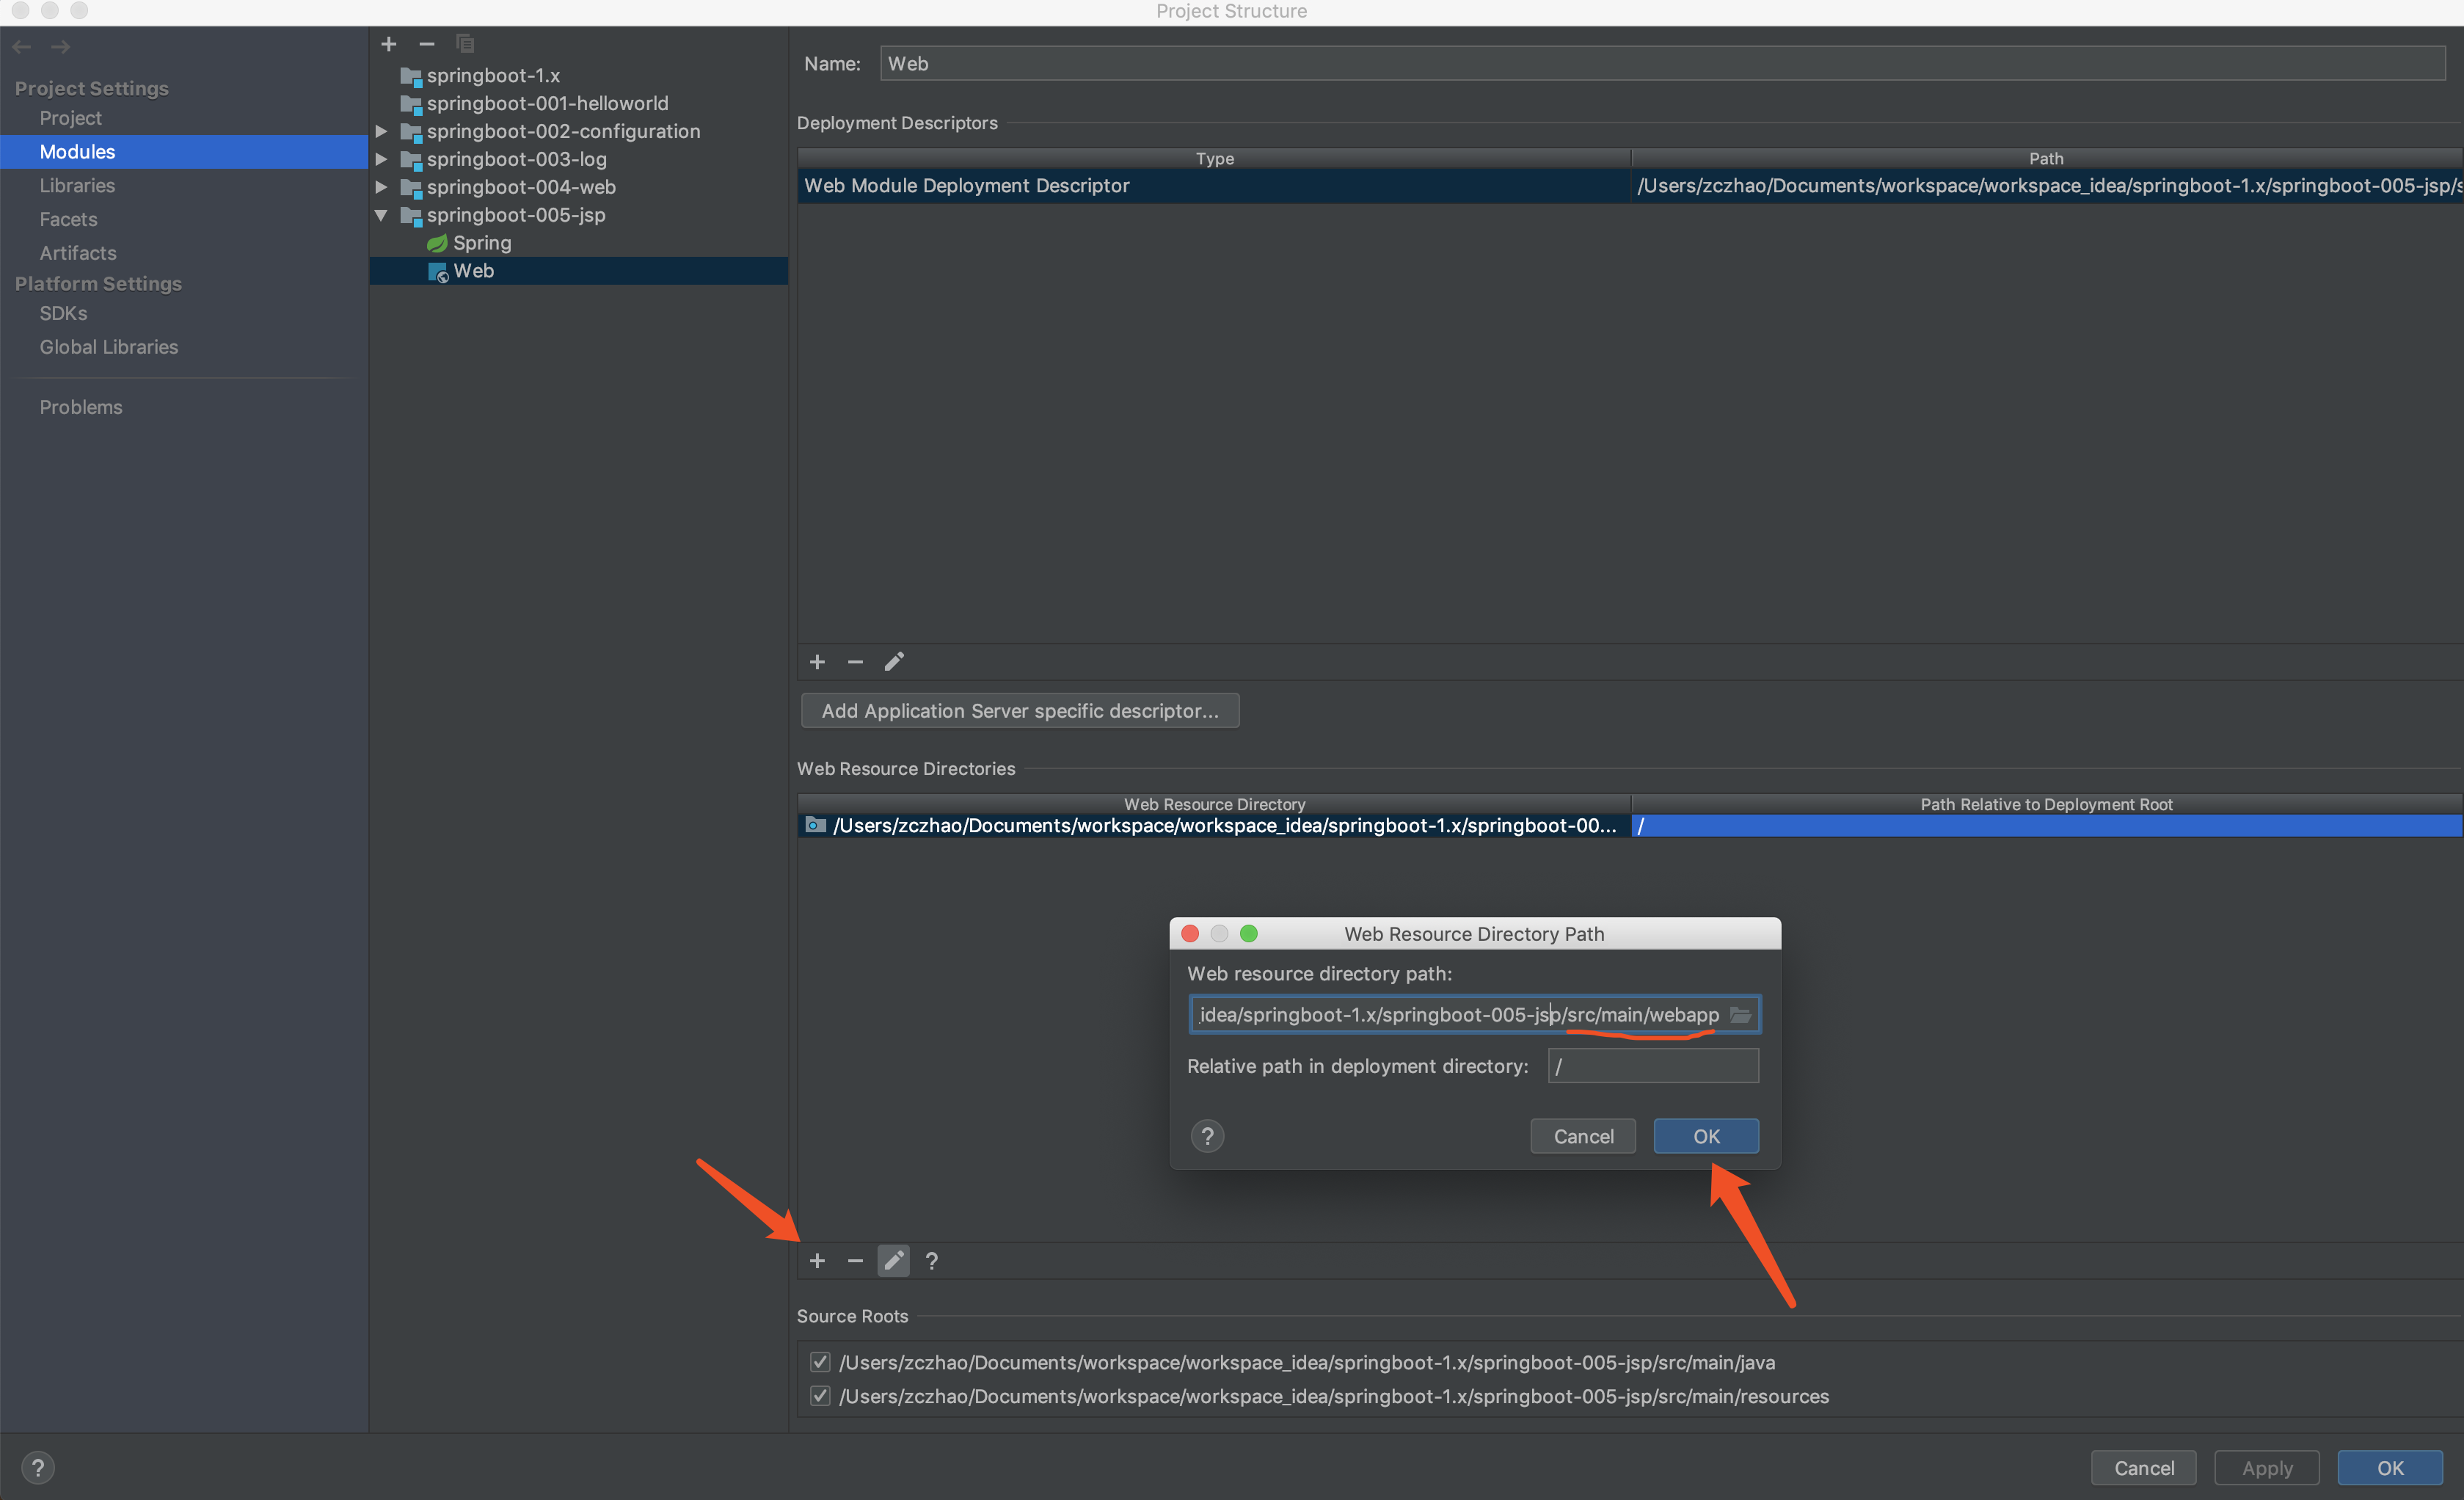 Project Structure
Project Settings
Project
Modules
Libraries
Facets
Artifacts
Platform Settings
SDKs
Global Libraries
Problems
springboot-1.x
springboot-001-helloworld
springboot-002-configuration
springboot-003-log
springboot-004-web
springboot-005-jsp
Spring
Web
Name: Web
Deployment Descriptors
Type Path
Web Module Deployment Descriptor /Users/zczhao/Documents/workspace/workspace_idea/springboot-1.x/springboot-005-jsp/s
Add Application Server specific descriptor...
Web Resource Directories
Web Resource Directory Path Relative to Deployment Root
/Users/zczhao/Documents/workspace/workspace_idea/springboot-1.x/springboot-00... /
Web Resource Directory Path
Web resource directory path:
_idea/springboot-1.x/springboot-005-jsp/src/main/webapp
Relative path in deployment directory: /
? Cancel OK
?
Source Roots
/Users/zczhao/Documents/workspace/workspace_idea/springboot-1.x/springboot-005-jsp/src/main/java
/Users/zczhao/Documents/workspace/workspace_idea/springboot-1.x/springboot-005-jsp/src/main/resources
? Cancel Apply OK